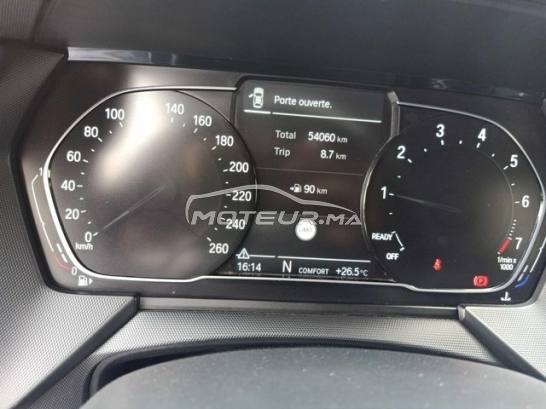 Porte ouverte.
Total 54060 km
Trip 8.7 km
90 km
MOTEUR.MA
0 20 40 60 80 100 140 160 180 200 220 240 260
km/h
1 2 3 4 5 6 7
READY
OFF
1/min x
1000
1
0
16:14 N COMFORT +26.5°C